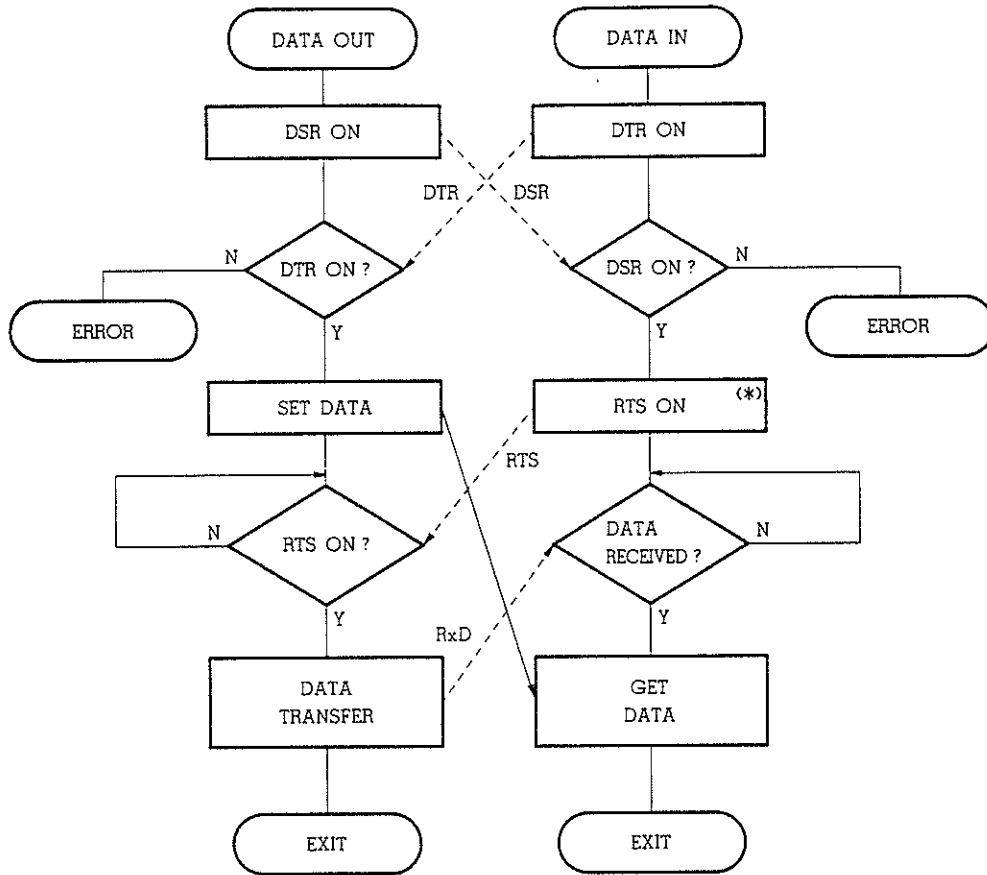 DATA OUT
DATA IN
DSR ON
DTR ON
DTR
DSR
N
DTR ON ?
DSR ON ?
N
ERROR
Y
Y
ERROR
SET DATA
RTS ON
(*)
RTS
N
RTS ON ?
DATA
RECEIVED ?
N
Y
Y
RxD
DATA
TRANSFER
GET
DATA
EXIT
EXIT